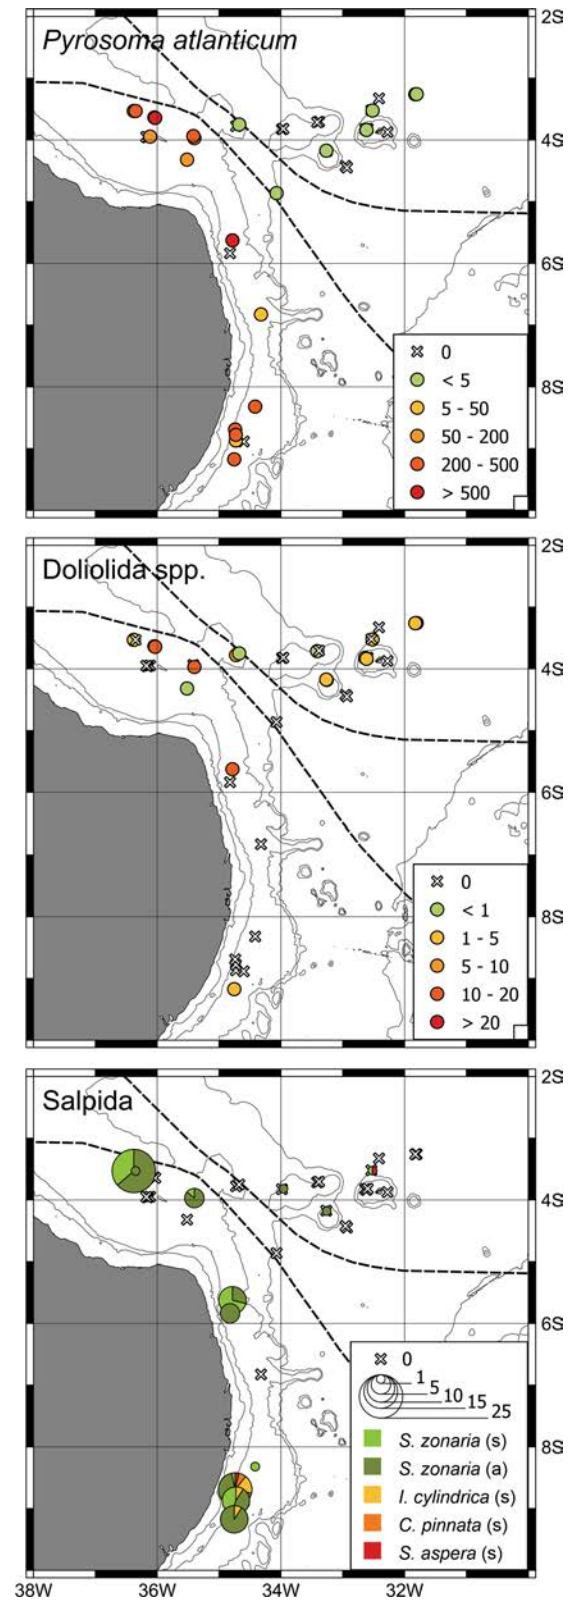 Pyrosoma atlanticum
2S
4S
6S
8S
0
< 5
5 - 50
50 - 200
200 - 500
> 500
Doliolida spp.
2S
4S
6S
8S
0
< 1
1 - 5
5 - 10
10 - 20
> 20
Salpida
2S
4S
6S
8S
0
1
5
10
15
25
S. zonaria (s)
S. zonaria (a)
I. cylindrica (s)
C. pinnata (s)
S. aspera (s)
38W 36W 34W 32W